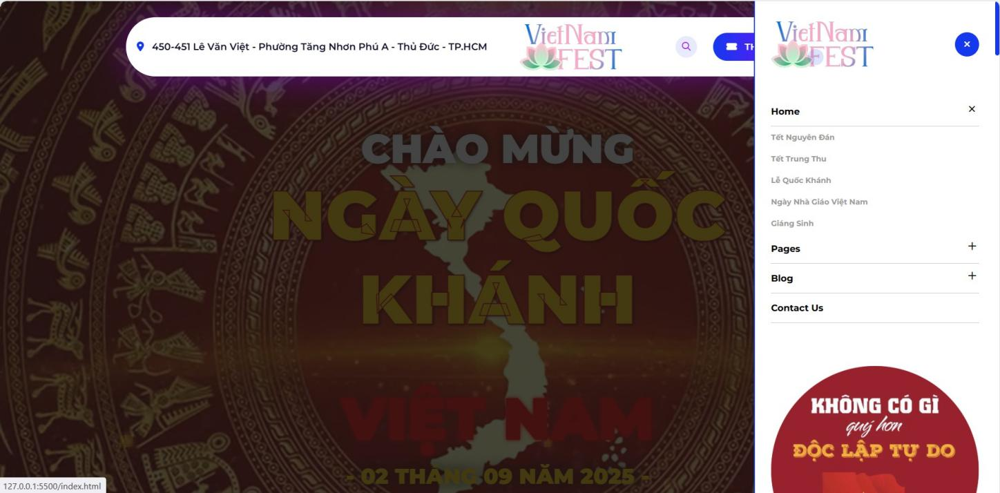 450-451 Lê Văn Việt - Phường Tăng Nhơn Phú A - Thủ Đức - TP.HCM
VietNam
FEST
TH
CHÀO MỪNG
NGÀY QUỐC
KHÁNH
VIỆT NAM
- 02 THÁNG 09 NĂM 2025 -
127.0.0.1:5500/index.html
VietNam
FEST
Home
Tết Nguyên Đán
Tết Trung Thu
Lễ Quốc Khánh
Ngày Nhà Giáo Việt Nam
Giáng Sinh
Pages
Blog
Contact Us
KHÔNG CÓ GÌ
quý hơn
ĐỘC LẬP TỰ DO